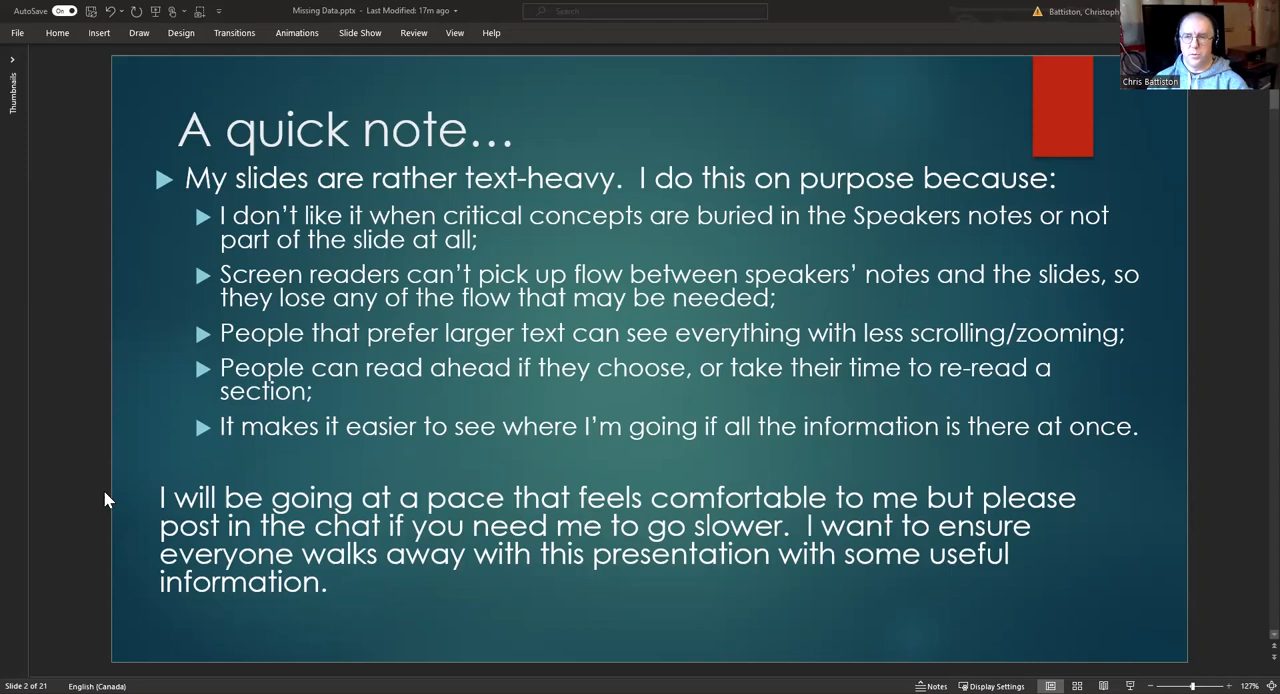 AutoSave On Missing Data.pptx - Last Modified: 17m ago Search Battiston, Christoph
File Home Insert Draw Design Transitions Animations Slide Show Review View Help
Chris Battiston
Thumbnails
A quick note...
My slides are rather text-heavy. I do this on purpose because:
I don't like it when critical concepts are buried in the Speakers notes or not
part of the slide at all;
Screen readers can't pick up flow between speakers' notes and the slides, so
they lose any of the flow that may be needed;
People that prefer larger text can see everything with less scrolling/zooming;
People can read ahead if they choose, or take their time to re-read a
section;
It makes it easier to see where I'm going if all the information is there at once.
I will be going at a pace that feels comfortable to me but please
post in the chat if you need me to go slower. I want to ensure
everyone walks away with this presentation with some useful
information.
Slide 2 of 21 English (Canada) Notes Display Settings 127%